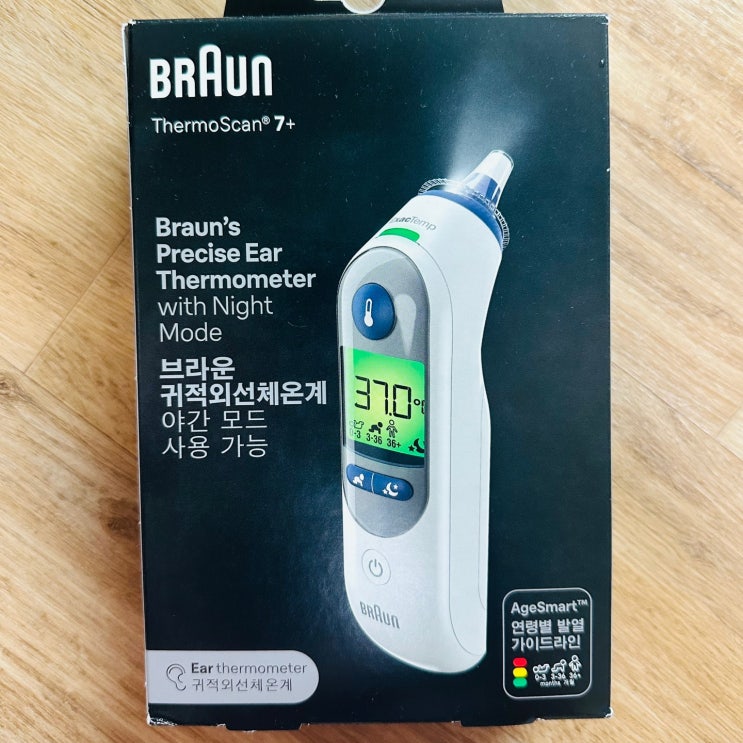 BRAUN
ThermoScan® 7+
Braun's
Precise Ear
Thermometer
with Night
Mode
브라운
귀적외선체온계
야간 모드
사용 가능
ExacTemp
37.0°C
0-3 3-36 36+
BRAUN
AgeSmart™
연령별 발열
가이드라인
0-3 3-36 36+
months 개월
Ear thermometer
귀적외선체온계